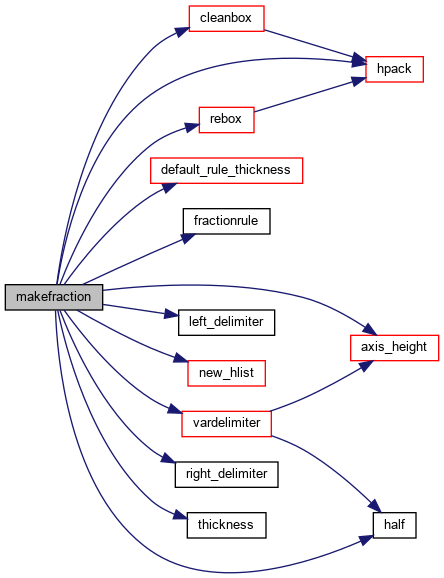 cleanbox
hpack
rebox
default_rule_thickness
fractionrule
makefraction
left_delimiter
axis_height
new_hlist
vardelimiter
right_delimiter
thickness
half